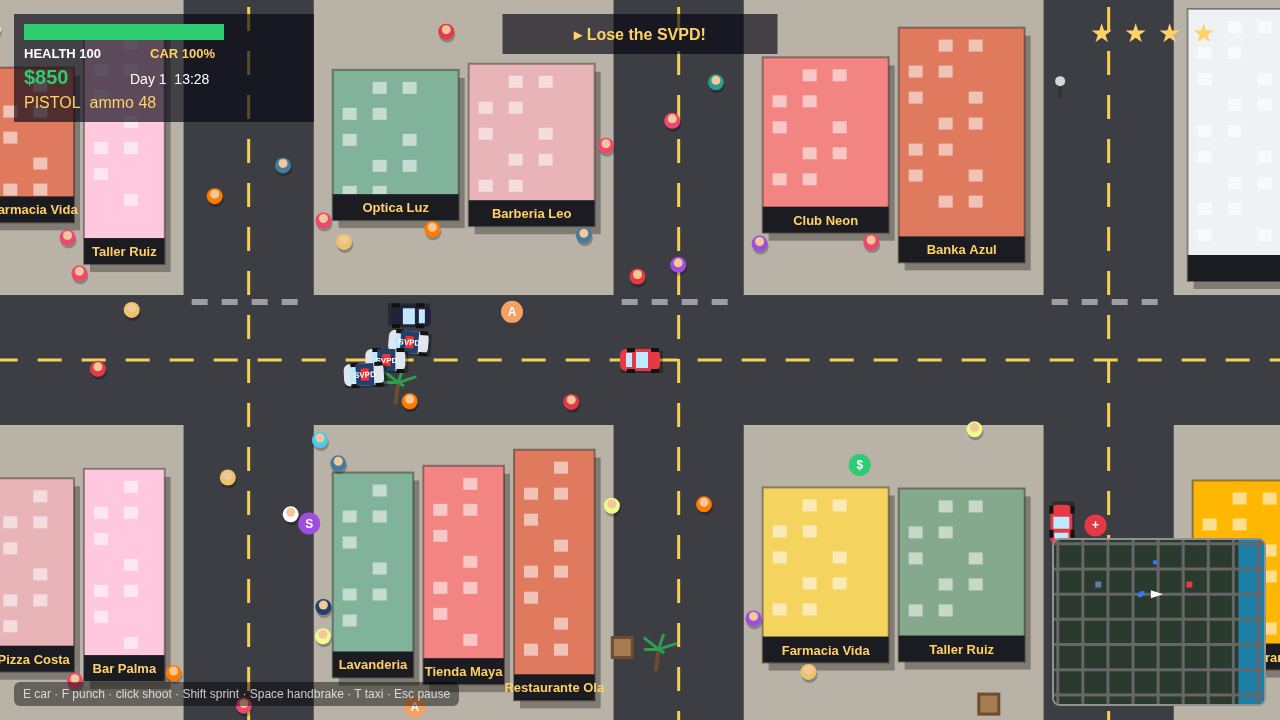 HEALTH 100 CAR 100%
$850 Day 1 13:28
PISTOL ammo 48
▸ Lose the SVPD!
★ ★ ★ ★
Optica Luz
Barberia Leo
Club Neon
Banka Azul
armacia Vida
Taller Ruiz
A
SVPD
SVPD
SVPD
$
S
+
Pizza Costa
Bar Palma
Lavanderia
Tienda Maya
Restaurante Ola
Farmacia Vida
Taller Ruiz
E car · F punch · click shoot · Shift sprint · Space handbrake · T taxi · Esc pause
A